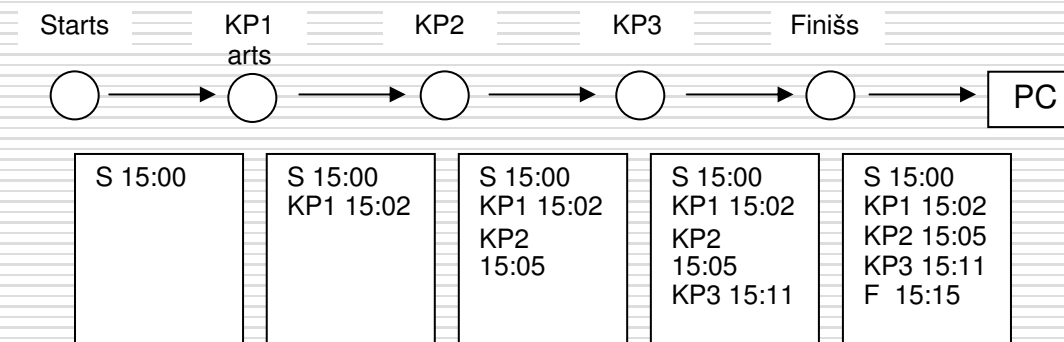 Starts
KP1
arts
KP2
KP3
Finišs
PC
S 15:00
S 15:00
KP1 15:02
S 15:00
KP1 15:02
KP2
15:05
S 15:00
KP1 15:02
KP2
15:05
KP3 15:11
S 15:00
KP1 15:02
KP2 15:05
KP3 15:11
F 15:15